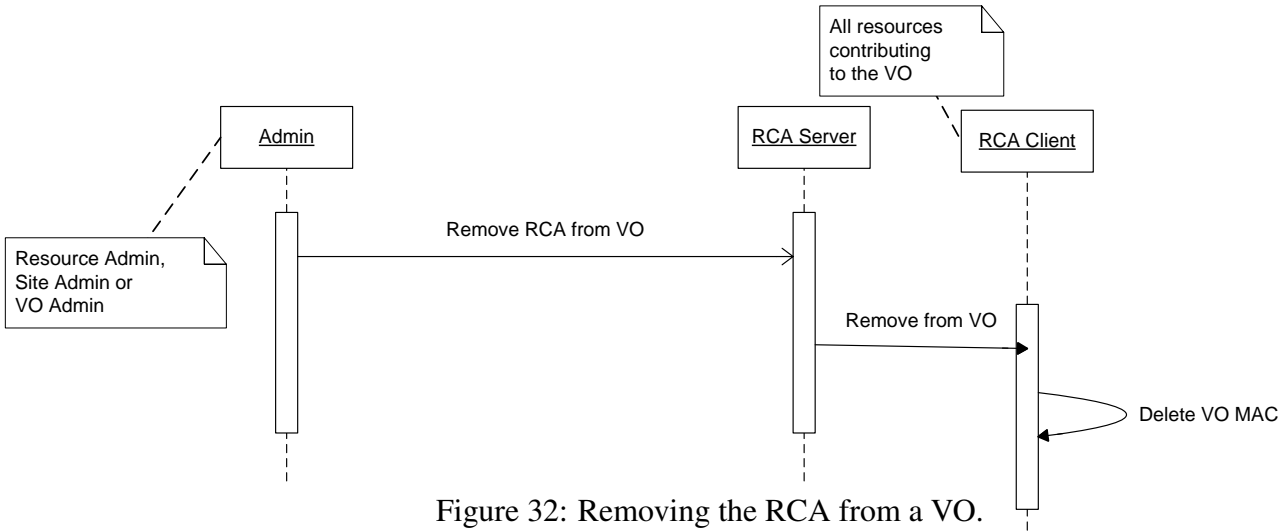 All resources
contributing
to the VO
Admin
RCA Server
RCA Client
Remove RCA from VO
Resource Admin,
Site Admin or
VO Admin
Remove from VO
Delete VO MAC
Figure 32: Removing the RCA from a VO.